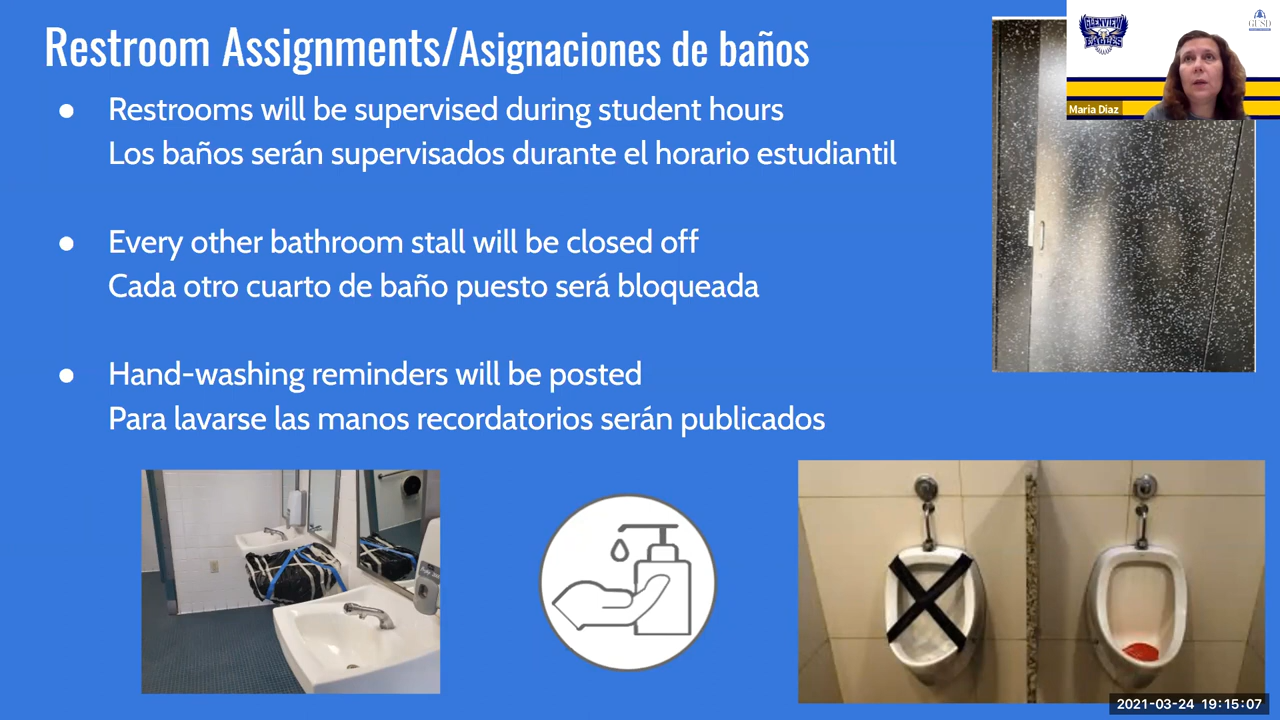 Restroom Assignments/Asignaciones de baños
Restrooms will be supervised during student hours
Los baños serán supervisados durante el horario estudiantil
Every other bathroom stall will be closed off
Cada otro cuarto de baño puesto será bloqueada
Hand-washing reminders will be posted
Para lavarse las manos recordatorios serán publicados
GLENVIEW
EAGLES
GUSD
Maria Diaz
2021-03-24 19:15:07